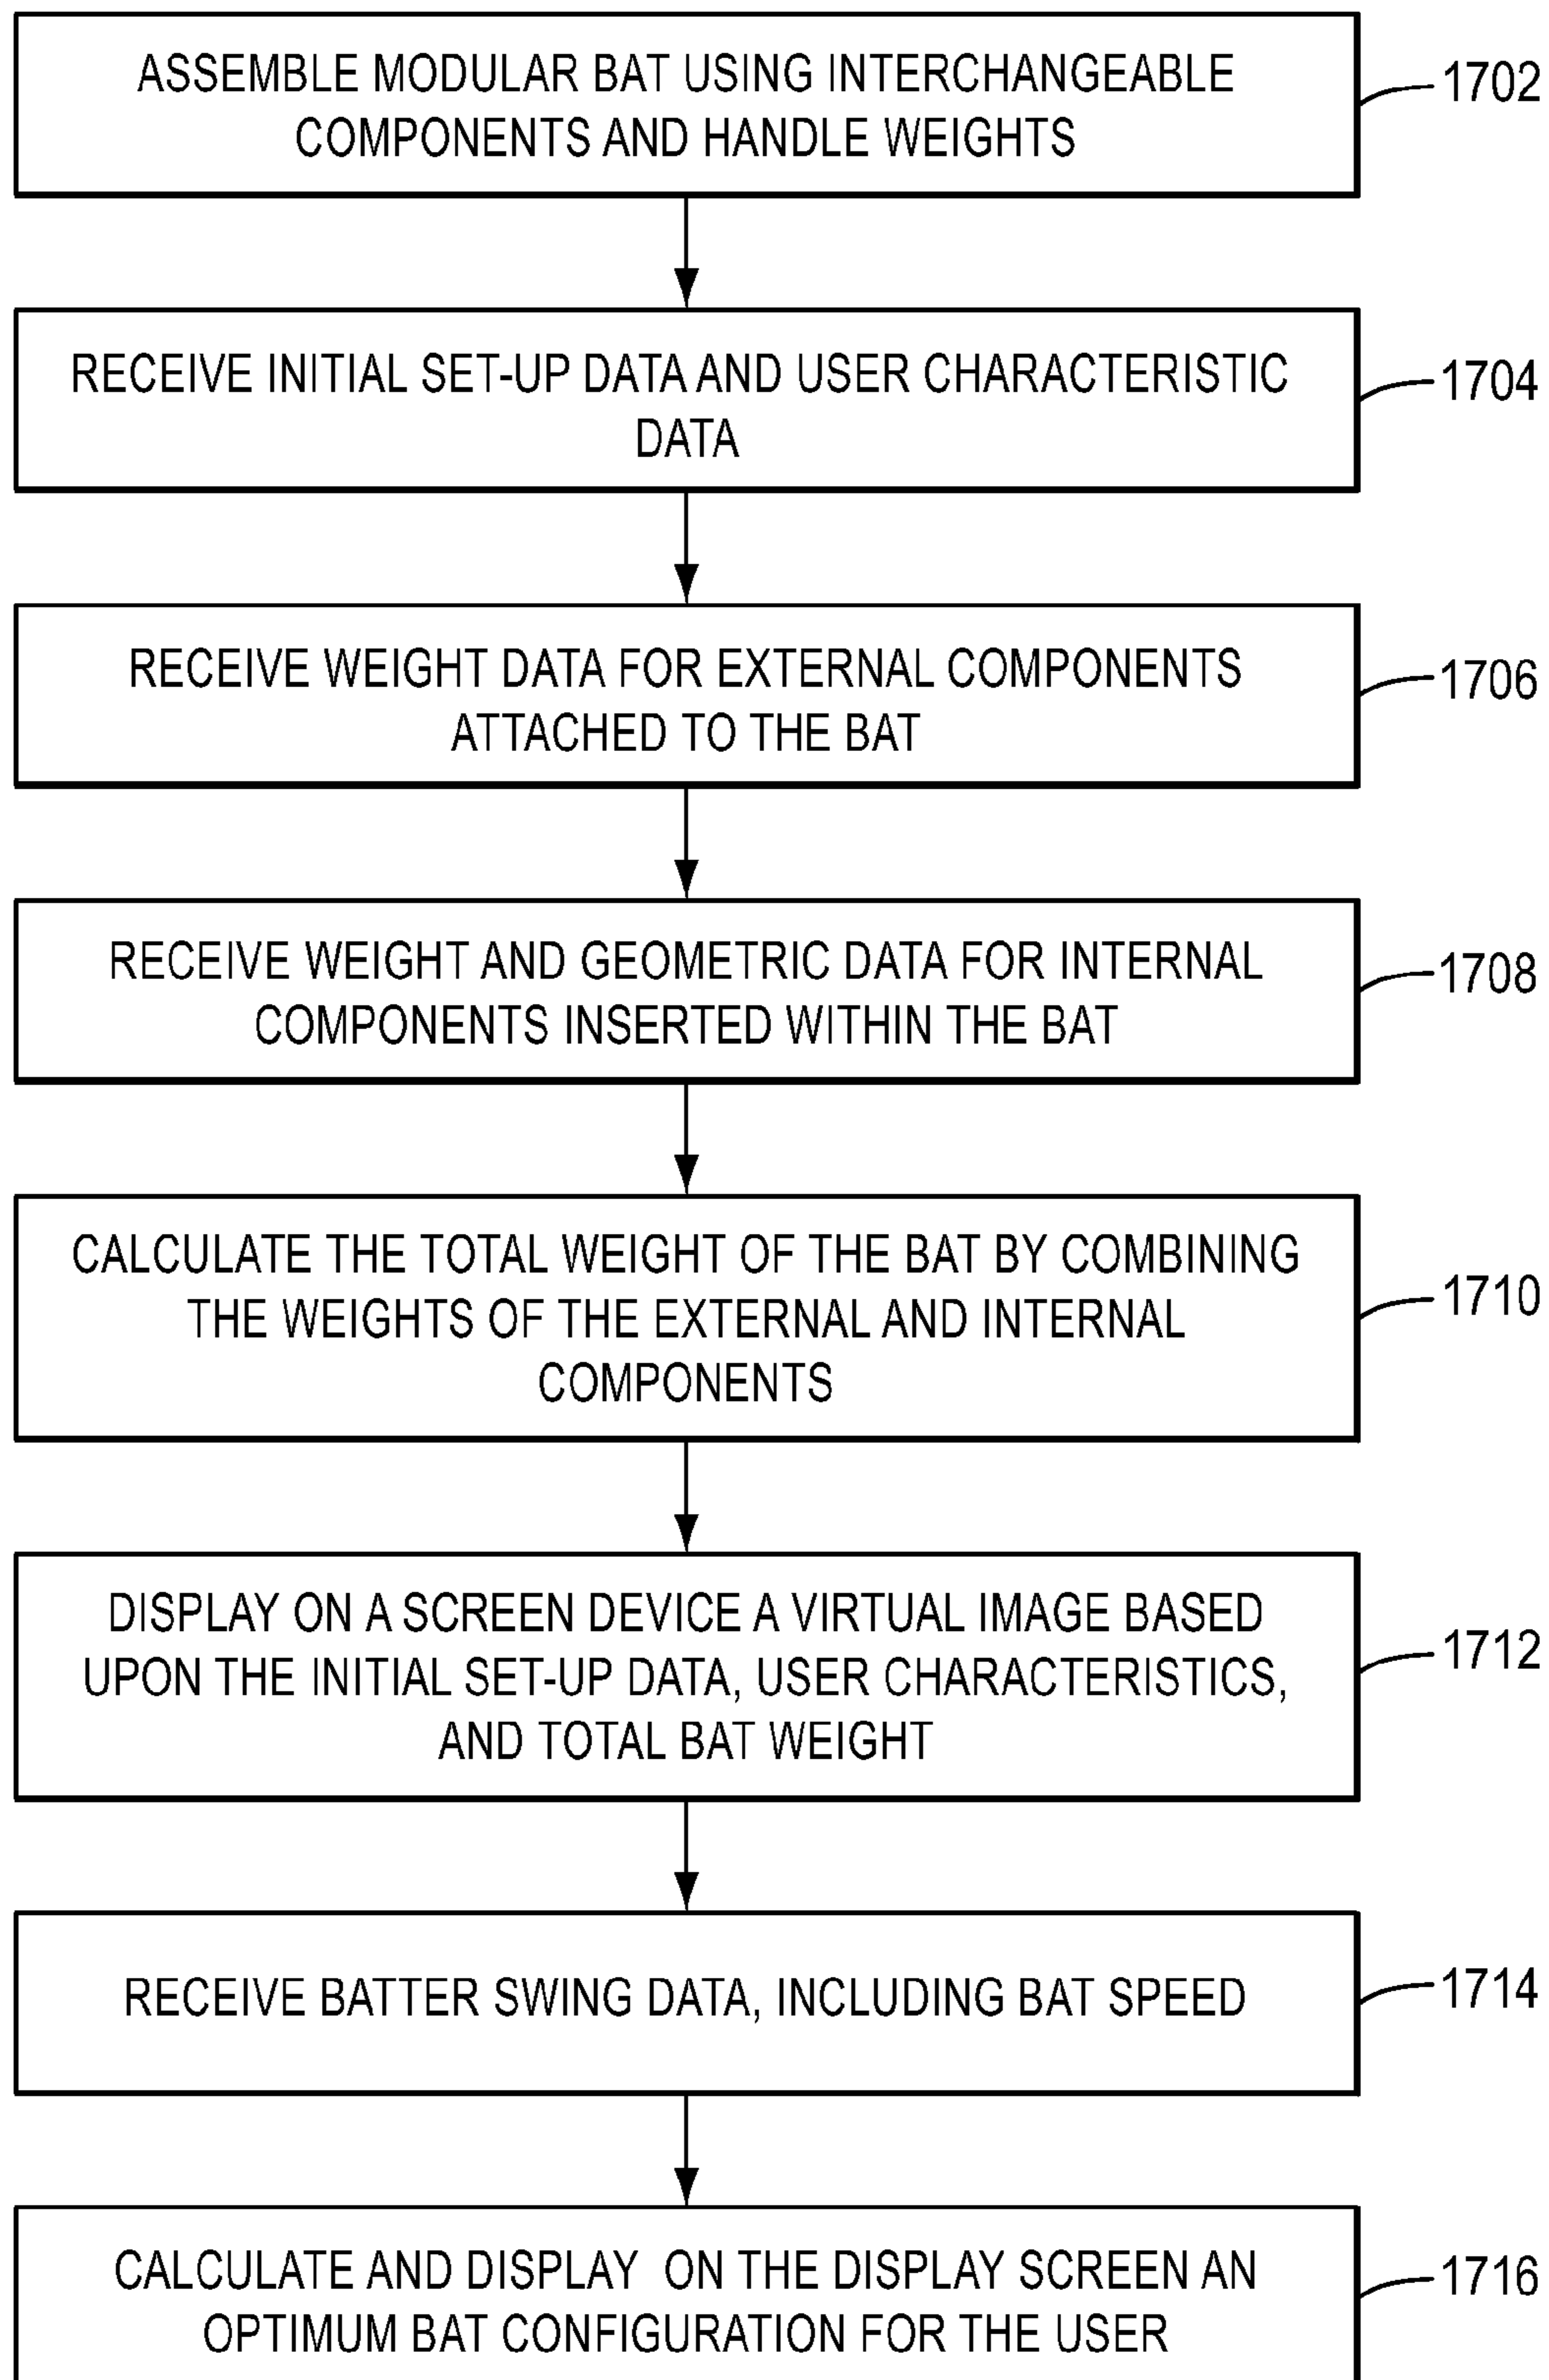 ASSEMBLE MODULAR BAT USING INTERCHANGEABLE
COMPONENTS AND HANDLE WEIGHTS
1702
RECEIVE INITIAL SET-UP DATA AND USER CHARACTERISTIC
DATA
1704
RECEIVE WEIGHT DATA FOR EXTERNAL COMPONENTS
ATTACHED TO THE BAT
1706
RECEIVE WEIGHT AND GEOMETRIC DATA FOR INTERNAL
COMPONENTS INSERTED WITHIN THE BAT
1708
CALCULATE THE TOTAL WEIGHT OF THE BAT BY COMBINING
THE WEIGHTS OF THE EXTERNAL AND INTERNAL
COMPONENTS
1710
DISPLAY ON A SCREEN DEVICE A VIRTUAL IMAGE BASED
UPON THE INITIAL SET-UP DATA, USER CHARACTERISTICS,
AND TOTAL BAT WEIGHT
1712
RECEIVE BATTER SWING DATA, INCLUDING BAT SPEED
1714
CALCULATE AND DISPLAY ON THE DISPLAY SCREEN AN
OPTIMUM BAT CONFIGURATION FOR THE USER
1716